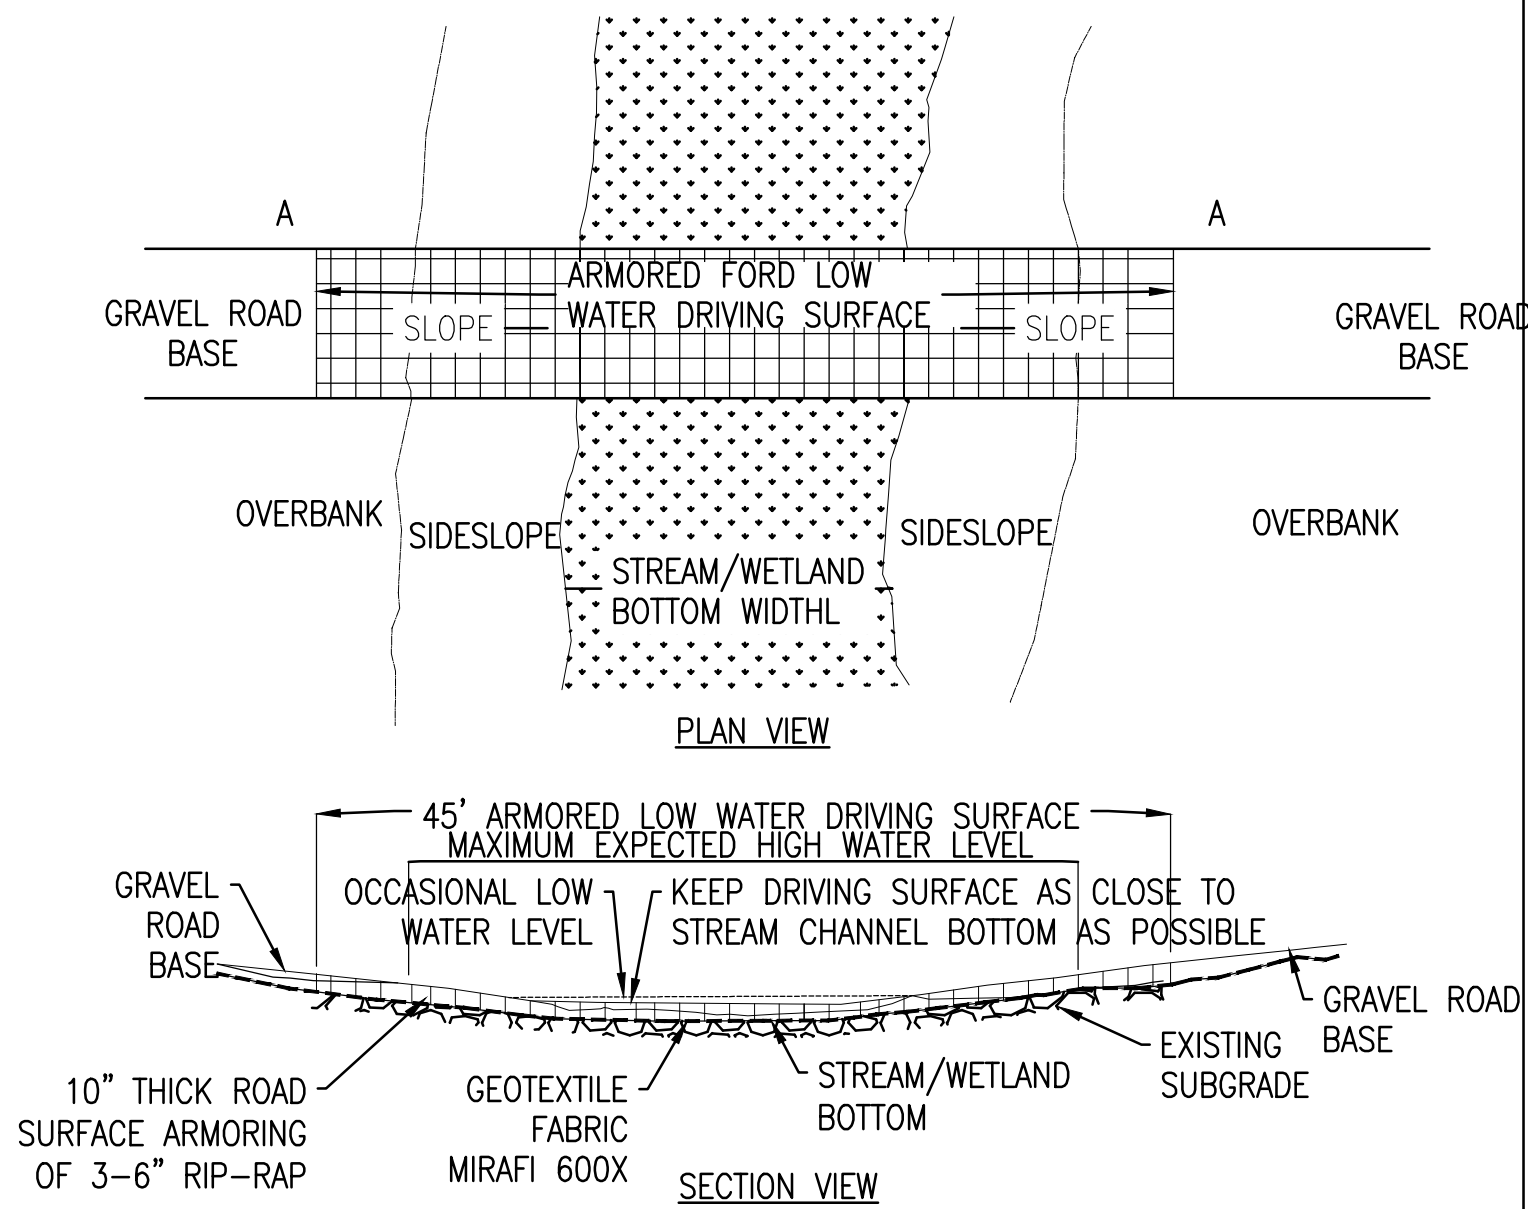 A
A
ARMORED FORD LOW
WATER DRIVING SURFACE
GRAVEL ROAD
BASE
SLOPE
SLOPE
GRAVEL ROAD
BASE
OVERBANK
SIDESLOPE
SIDESLOPE
OVERBANK
STREAM/WETLAND
BOTTOM WIDTHL
PLAN VIEW
45' ARMORED LOW WATER DRIVING SURFACE
MAXIMUM EXPECTED HIGH WATER LEVEL
GRAVEL
ROAD
BASE
OCCASIONAL LOW
WATER LEVEL
KEEP DRIVING SURFACE AS CLOSE TO
STREAM CHANNEL BOTTOM AS POSSIBLE
GRAVEL ROAD
BASE
EXISTING
SUBGRADE
STREAM/WETLAND
BOTTOM
GEOTEXTILE
FABRIC
MIRAFI 600X
10" THICK ROAD
SURFACE ARMORING
OF 3-6" RIP-RAP
SECTION VIEW